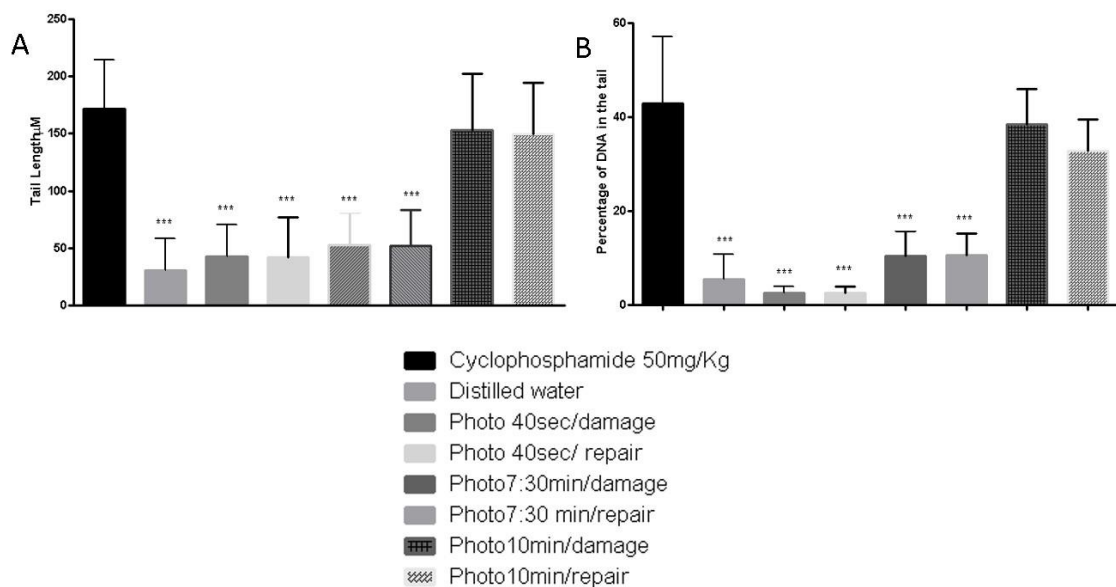 A
Tail LengthµM
250
200
150
100
50
0
***
***
***
***
***
B
Percentage of DNA in the tail
60
40
20
0
***
***
***
***
***
Cyclophosphamide 50mg/Kg
Distilled water
Photo 40sec/damage
Photo 40sec/ repair
Photo7:30min/damage
Photo7:30 min/repair
Photo10min/damage
Photo10min/repair